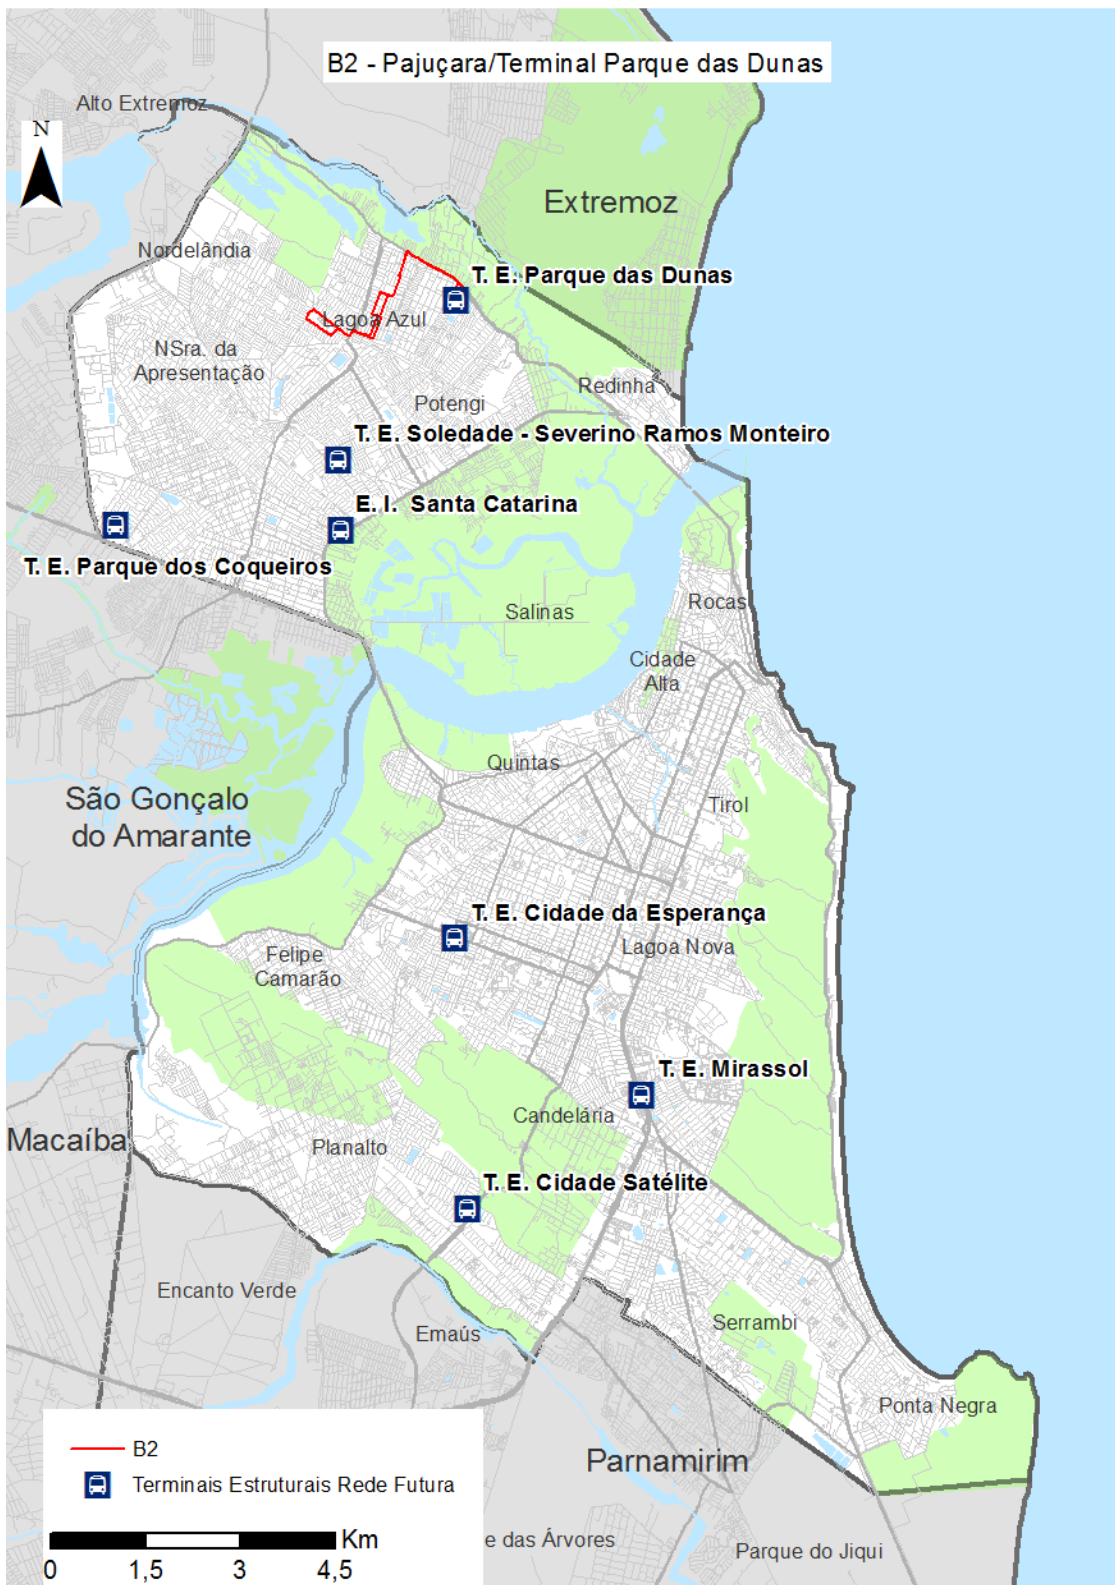 B2 - Pajuçara/Terminal Parque das Dunas
Alto Extremoz
N
Extremoz
Nordelândia
T. E. Parque das Dunas
Lagoa Azul
NSra. da
Apresentação
Redinha
Potengi
T. E. Soledade - Severino Ramos Monteiro
E. I. Santa Catarina
T. E. Parque dos Coqueiros
Rocas
Salinas
Cidade
Alta
Quintas
São Gonçalo
do Amarante
Tirol
T. E. Cidade da Esperança
Lagoa Nova
Felipe
Camarão
T. E. Mirassol
Candelária
Macaíba
Planalto
T. E. Cidade Satélite
Encanto Verde
Emaús
Serrambi
Ponta Negra
B2
Parnamirim
Terminais Estruturais Rede Futura
Km
e das Árvores
Parque do Jiqui
0 1,5 3 4,5